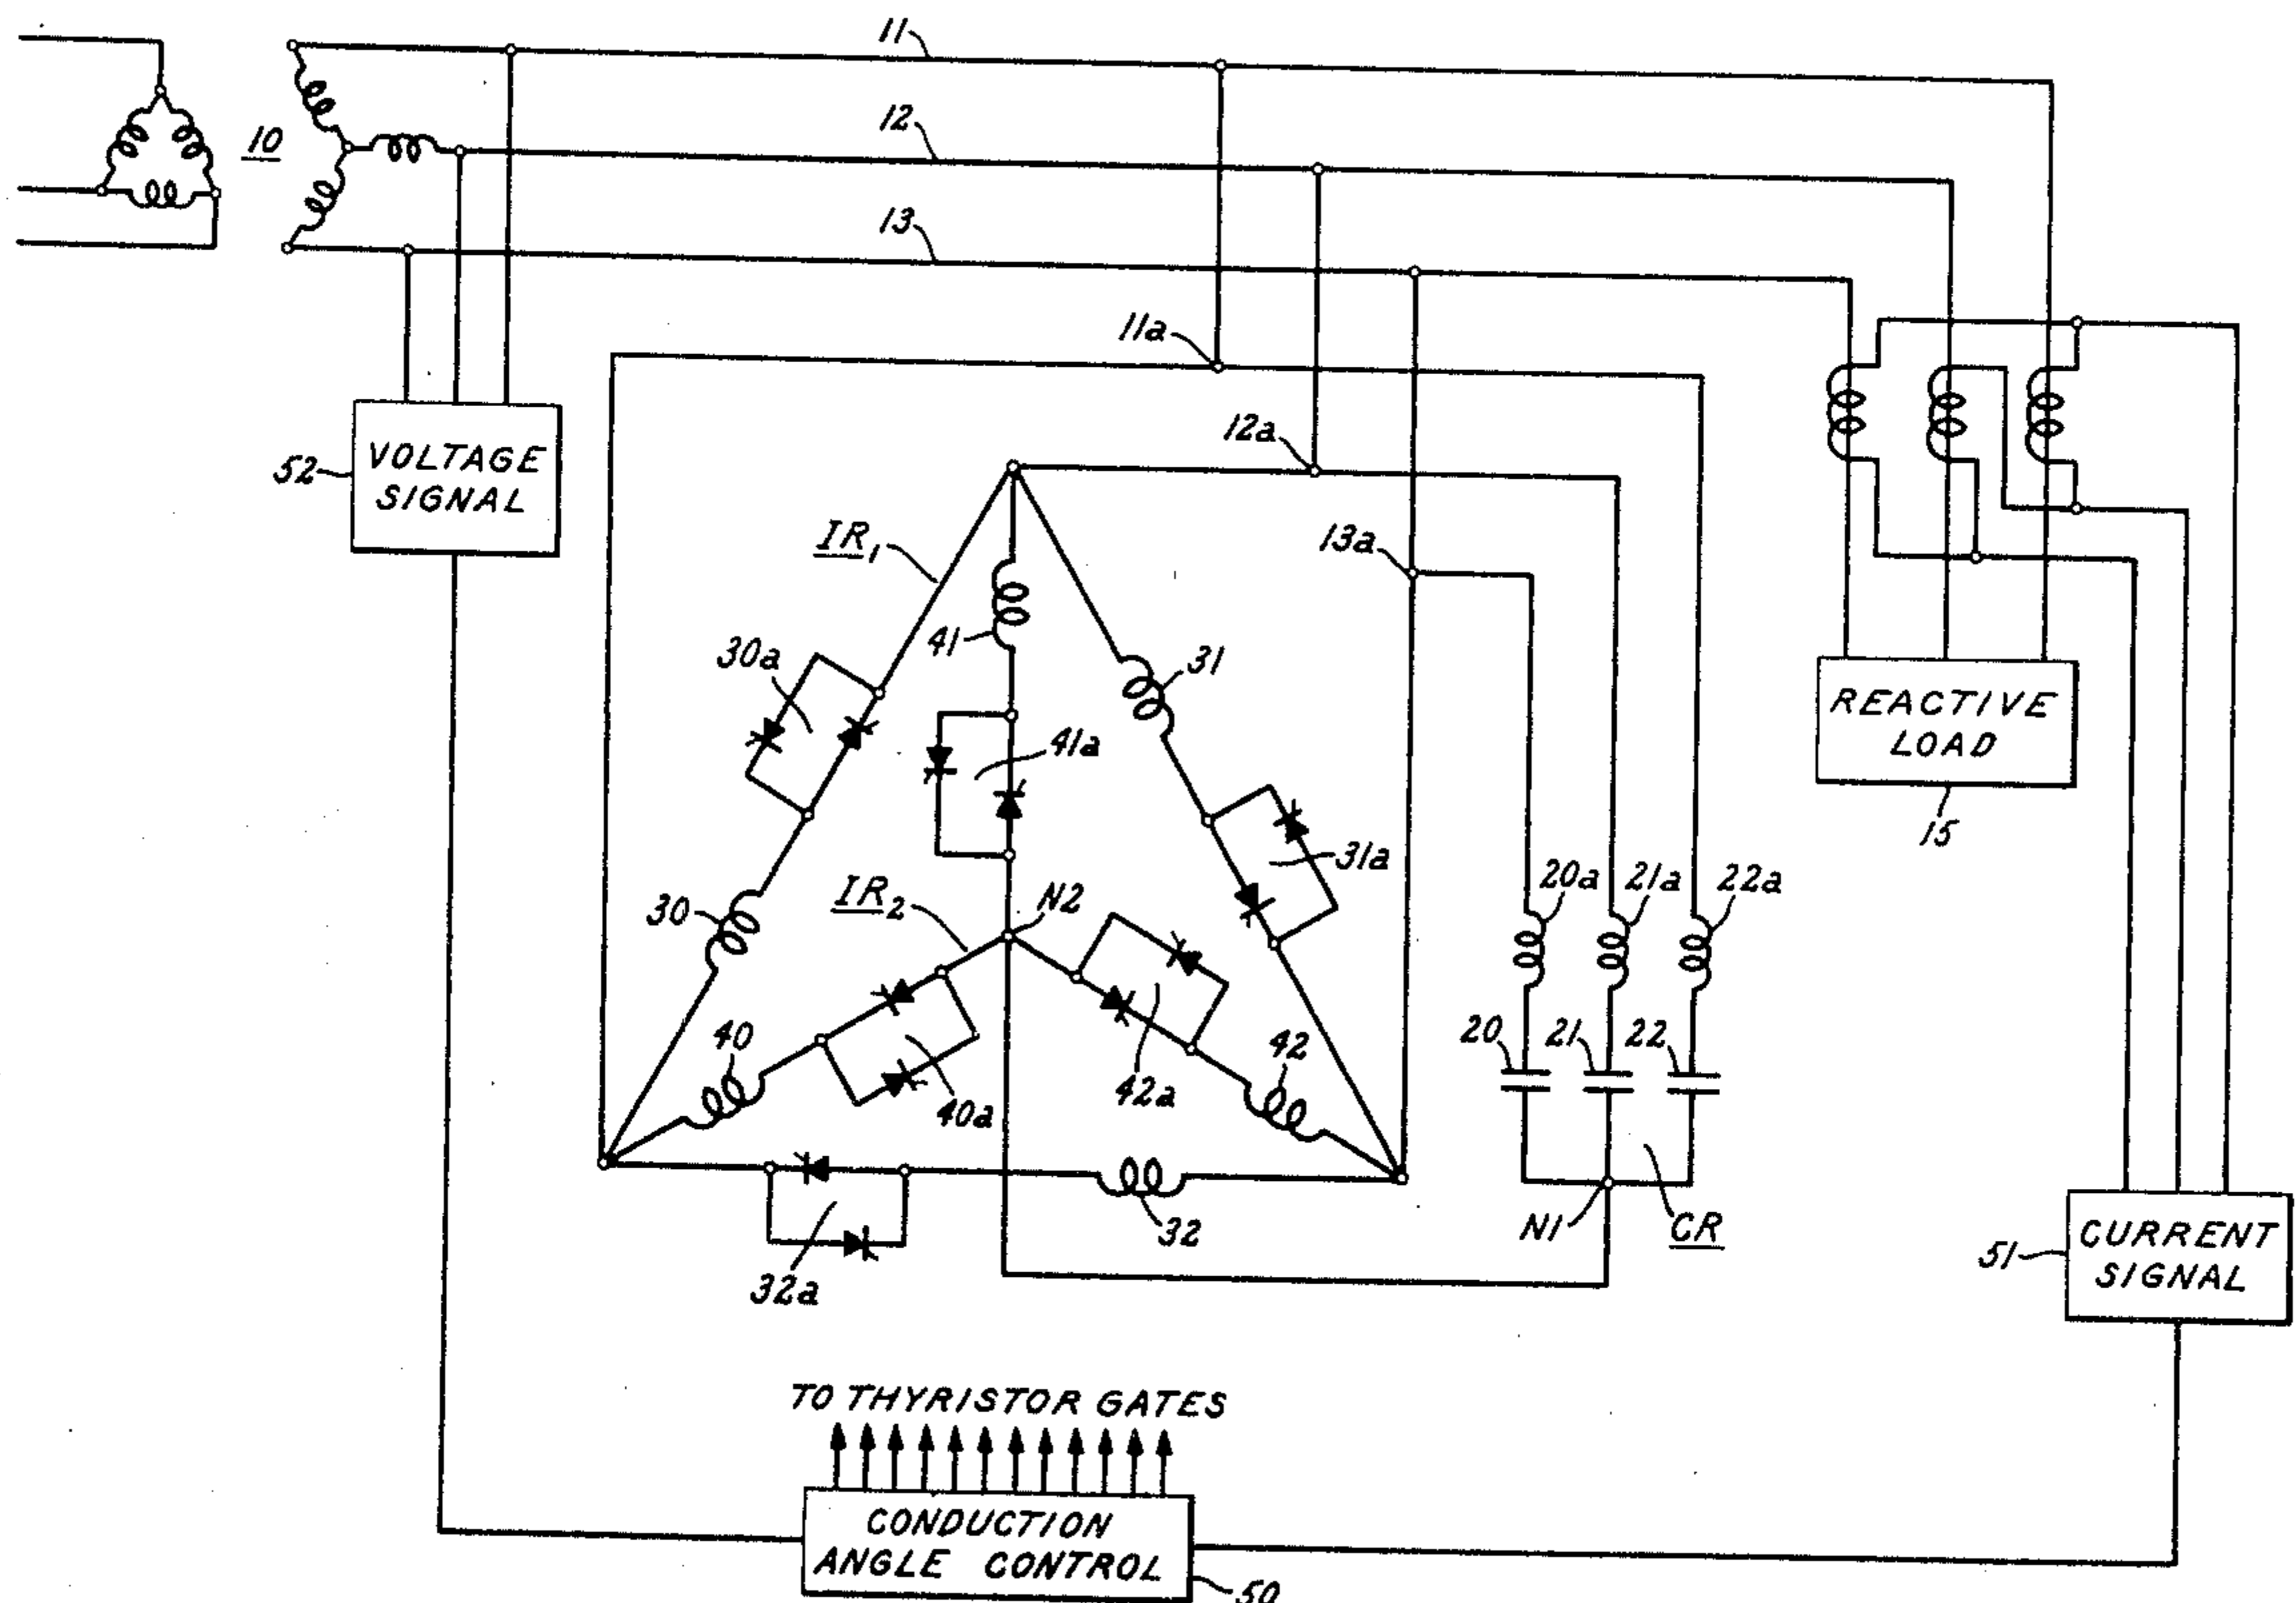 11
12
10
13
11a
12a
VOLTAGE
SIGNAL
52
IR1
13a
41
30a
31
41a
REACTIVE
LOAD
15
31a
30
IR2
N2
20a
21a
22a
40
42
20
21
22
40a
42a
32a
32
N1
CR
CURRENT
SIGNAL
51
TO THYRISTOR GATES
CONDUCTION
ANGLE CONTROL
50